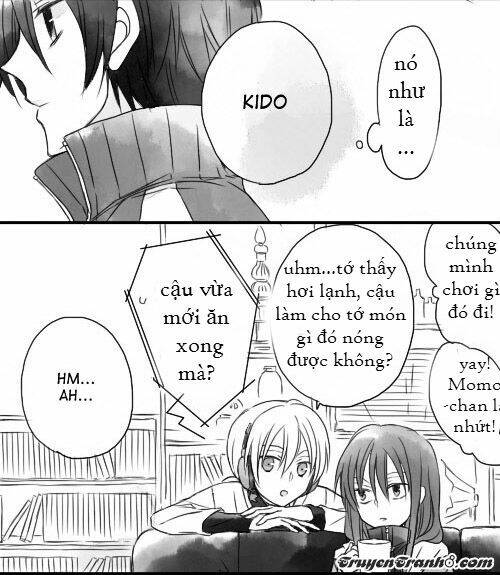 nó
như
là
...
KIDO
chúng
mình
chơi gì
đó đi!
uhm...tớ thấy
hơi lạnh, cậu
làm cho tớ món
gì đó nóng
được không?
cậu vừa
mới ăn
xong
mà?
yay!
Momo
-chan là
nhứt!
HM...
AH...
TruyenTranh8.com